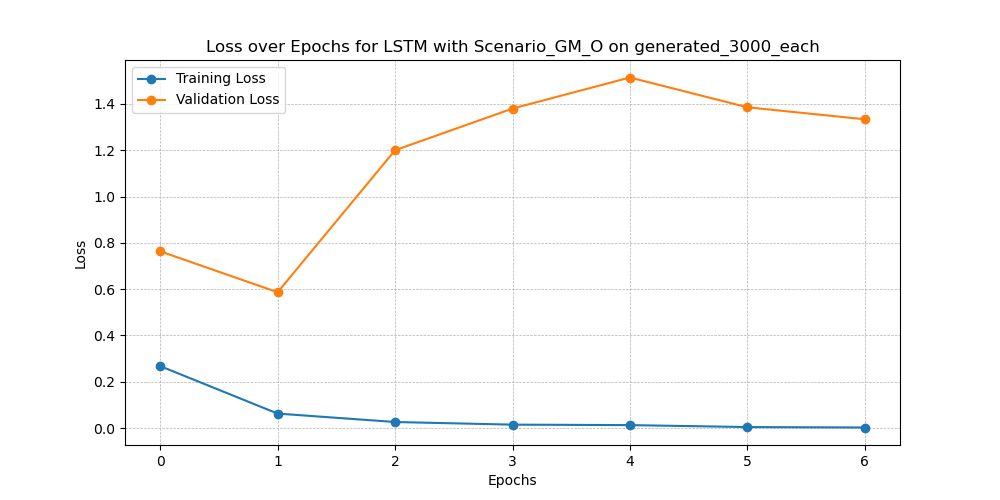 Loss over Epochs for LSTM with Scenario_GM_O on generated_3000_each
Training Loss
Validation Loss
1.4
1.2
1.0
0.8
0.6
0.4
0.2
0.0
Loss
0 1 2 3 4 5 6
Epochs